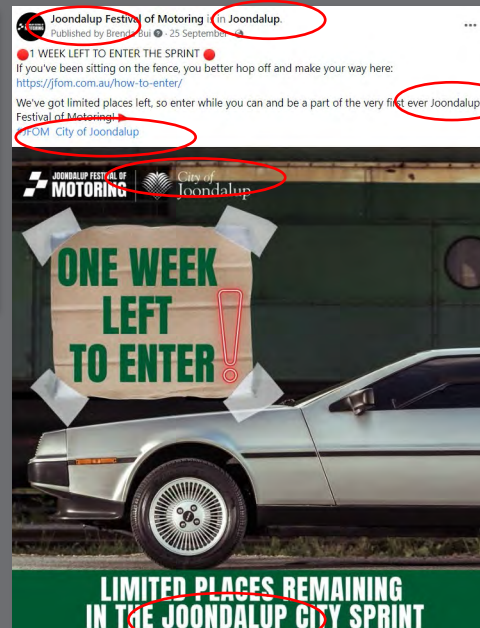 Joondalup Festival of Motoring is in Joondalup.
Published by Brenda Bui · 25 September ·
1 WEEK LEFT TO ENTER THE SPRINT
If you've been sitting on the fence, you better hop off and make your way here:
https://jfom.com.au/how-to-enter/
We've got limited places left, so enter while you can and be a part of the very first ever Joondalup
Festival of Motoring!
#JFOM City of Joondalup
JOONDALUP FESTIVAL OF
MOTORING
City of
Joondalup
ONE WEEK
LEFT
TO ENTER!
LIMITED PLACES REMAINING
IN THE JOONDALUP CITY SPRINT